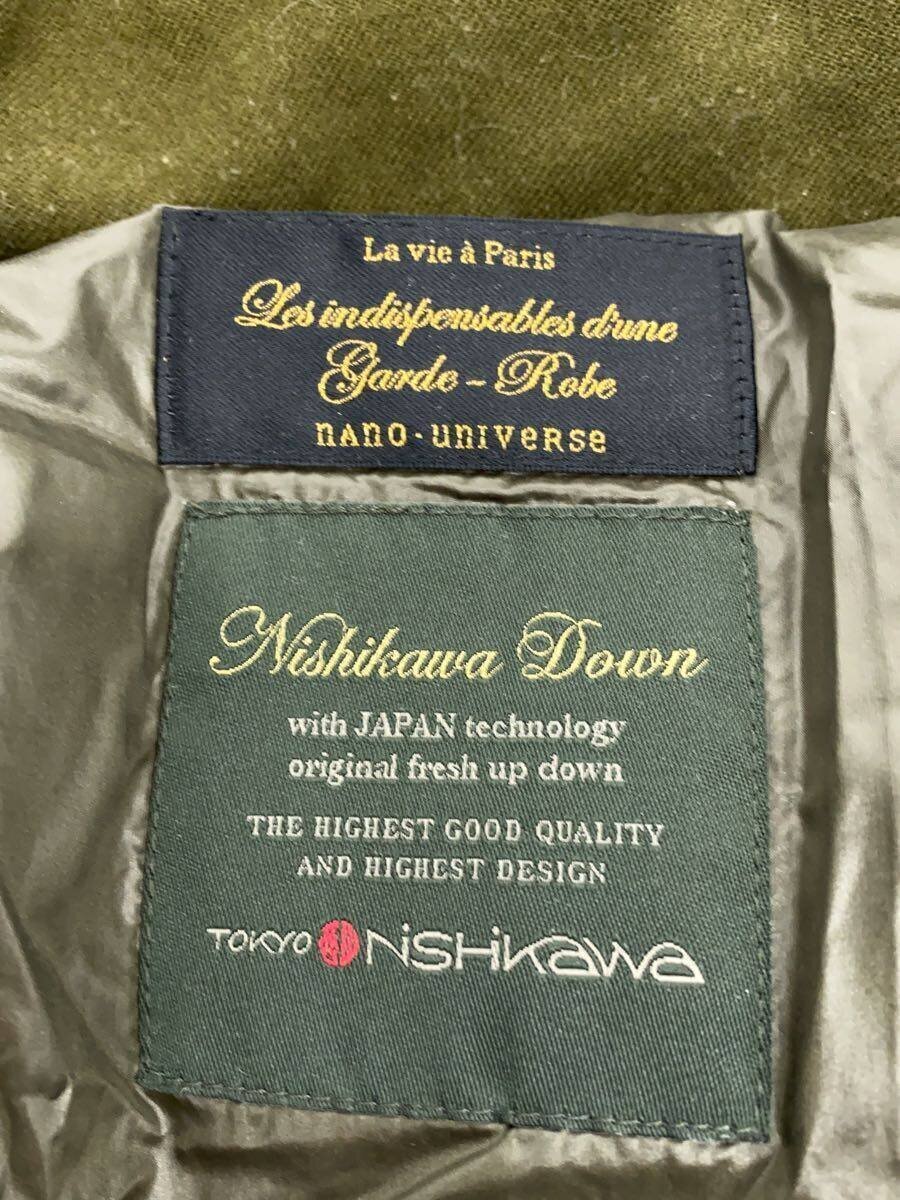 La vie à Paris
Les indispensables d'une
Garde - Robe
nano・universe
Nishikawa Down
with JAPAN technology
original fresh up down
THE HIGHEST GOOD QUALITY
AND HIGHEST DESIGN
TOKYO NiSHiKaWa